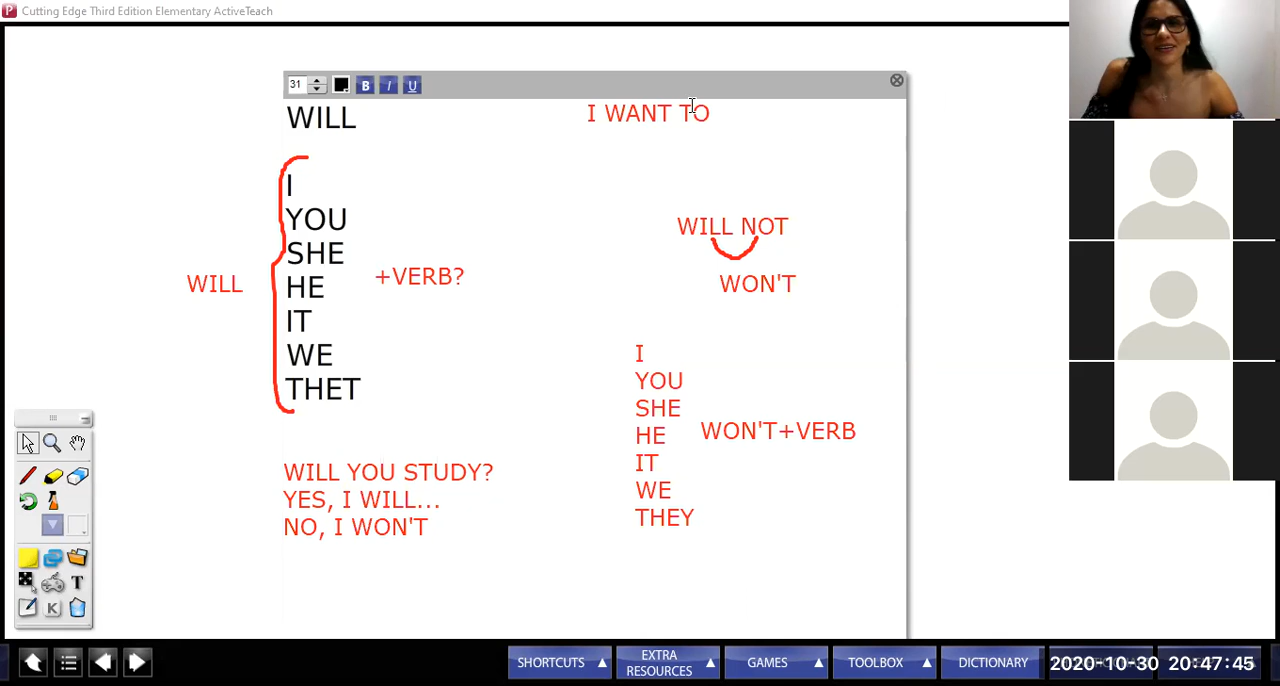 Cutting Edge Third Edition Elementary ActiveTeach
31
B I U
WILL
I WANT TO
I
YOU
SHE
HE
IT
WE
THET
WILL
+VERB?
WILL NOT
WON'T
I
YOU
SHE
HE
IT
WE
THEY
WON'T+VERB
WILL YOU STUDY?
YES, I WILL...
NO, I WON'T
T
K
SHORTCUTS
EXTRA
RESOURCES
GAMES
TOOLBOX
DICTIONARY
2020-10-30 20:47:45